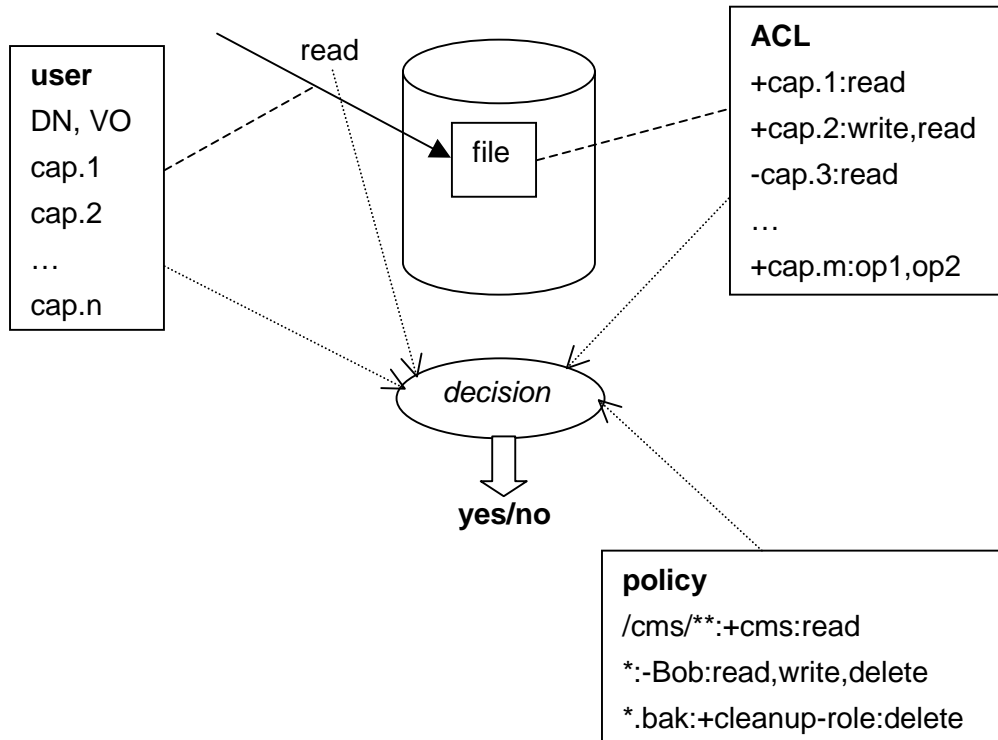 read
user
DN, VO
cap.1
cap.2
…
cap.n
file
ACL
+cap.1:read
+cap.2:write,read
-cap.3:read
…
+cap.m:op1,op2
decision
yes/no
policy
/cms/**:+cms:read
*:-Bob:read,write,delete
*.bak:+cleanup-role:delete